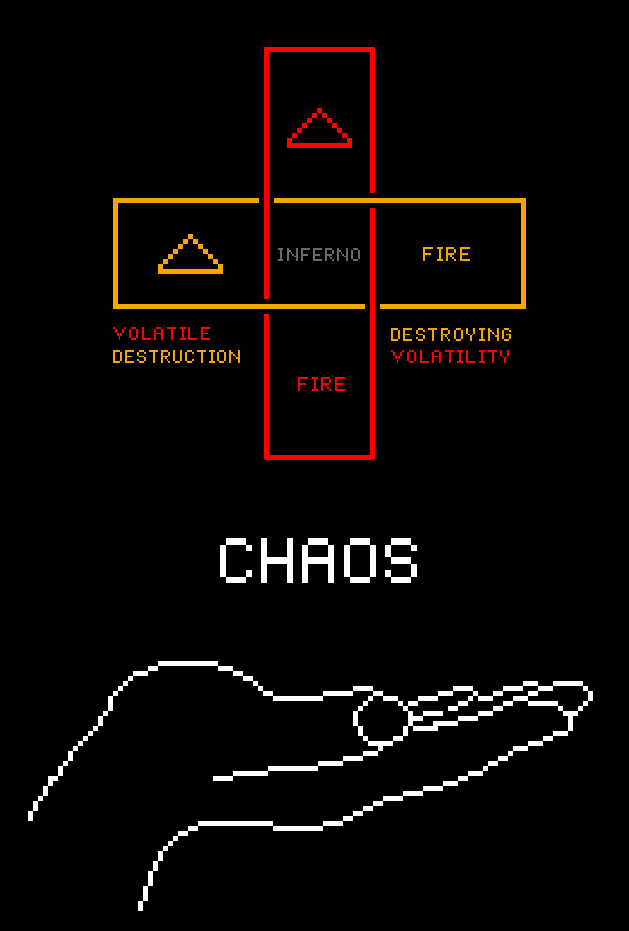 INFERNO
FIRE
VOLATILE
DESTRUCTION
DESTROYING
VOLATILITY
FIRE
CHAOS